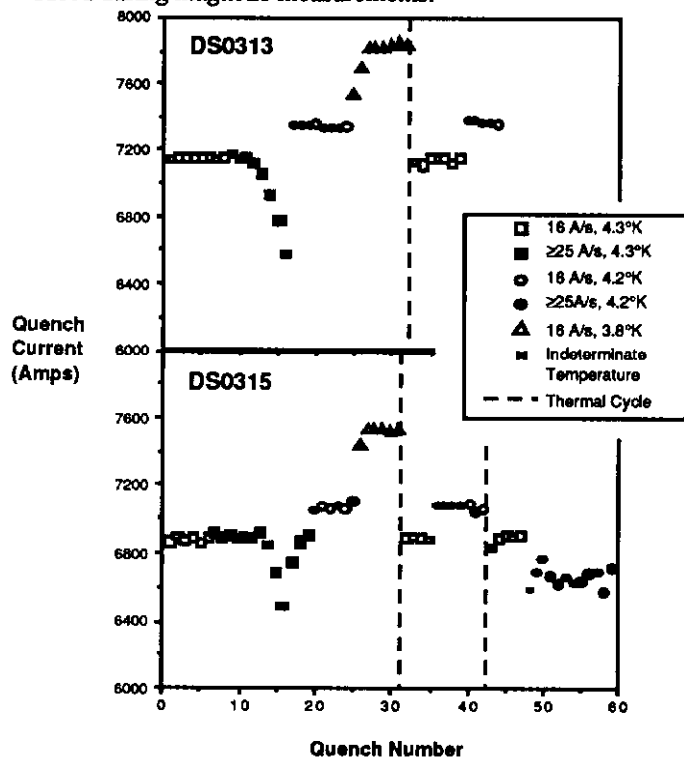 measurements.
8000
DS0313
7600
7200
6800
6400
6000
16 A/s, 4.3°K
≥25 A/s, 4.3°K
16 A/s, 4.2°K
≥25A/s, 4.2°K
16 A/s, 3.8°K
Indeterminate
Temperature
Thermal Cycle
Quench
Current
(Amps)
DS0315
7600
7200
6800
6400
6000
0 10 20 30 40 50 60
Quench Number